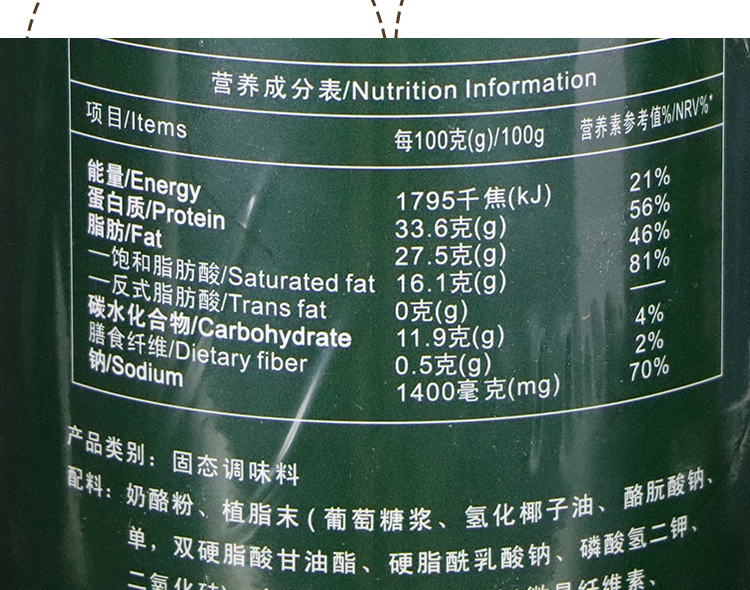 营养成分表/Nutrition Information
项目/Items 每100克(g)/100g 营养素参考值%/NRV%*
能量/Energy 1795千焦(kJ) 21%
蛋白质/Protein 33.6克(g) 56%
脂肪/Fat 27.5克(g) 46%
—饱和脂肪酸/Saturated fat 16.1克(g) 81%
—反式脂肪酸/Trans fat 0克(g) —
碳水化合物/Carbohydrate 11.9克(g) 4%
膳食纤维/Dietary fiber 0.5克(g) 2%
钠/Sodium 1400毫克(mg) 70%
产品类别：固态调味料
配料：奶酪粉、植脂末(葡萄糖浆、氢化椰子油、酪朊酸钠、
单，双硬脂酸甘油酯、硬脂酰乳酸钠、磷酸氢二钾、
二氧化硅) 纤维素、